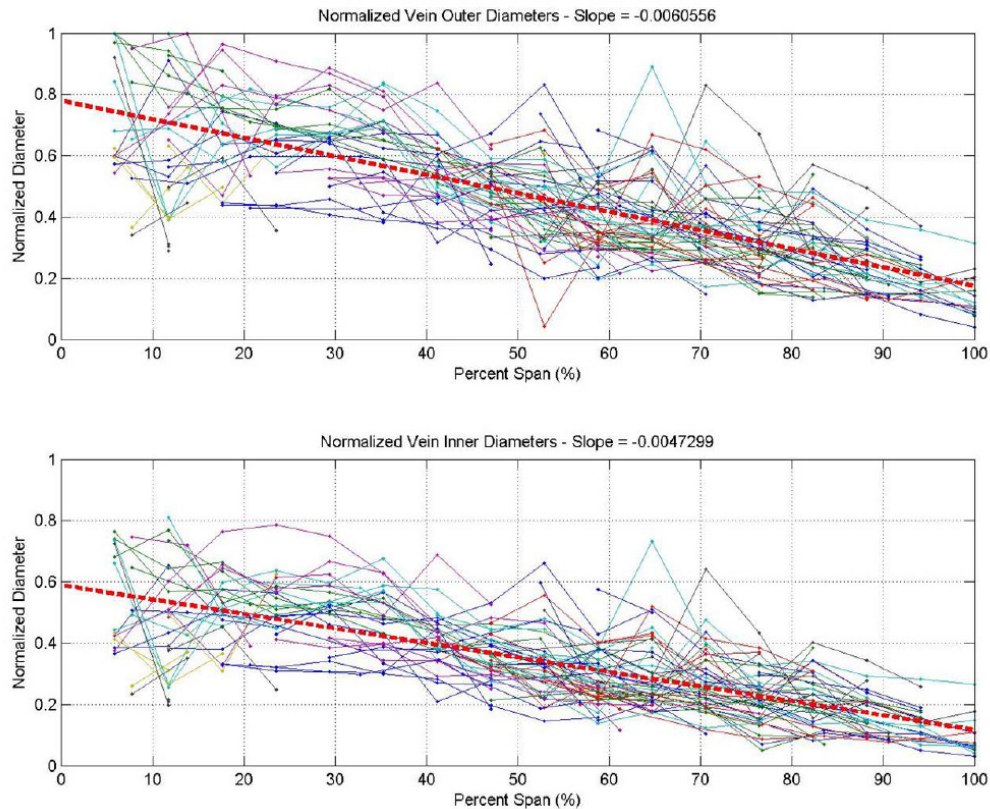 Normalized Vein Outer Diameters - Slope = -0.0060556
1
0.8
0.6
0.4
0.2
0
Normalized Diameter
0 10 20 30 40 50 60 70 80 90 100
Percent Span (%)
Normalized Vein Inner Diameters - Slope = -0.0047299
1
0.8
0.6
0.4
0.2
0
Normalized Diameter
0 10 20 30 40 50 60 70 80 90 100
Percent Span (%)